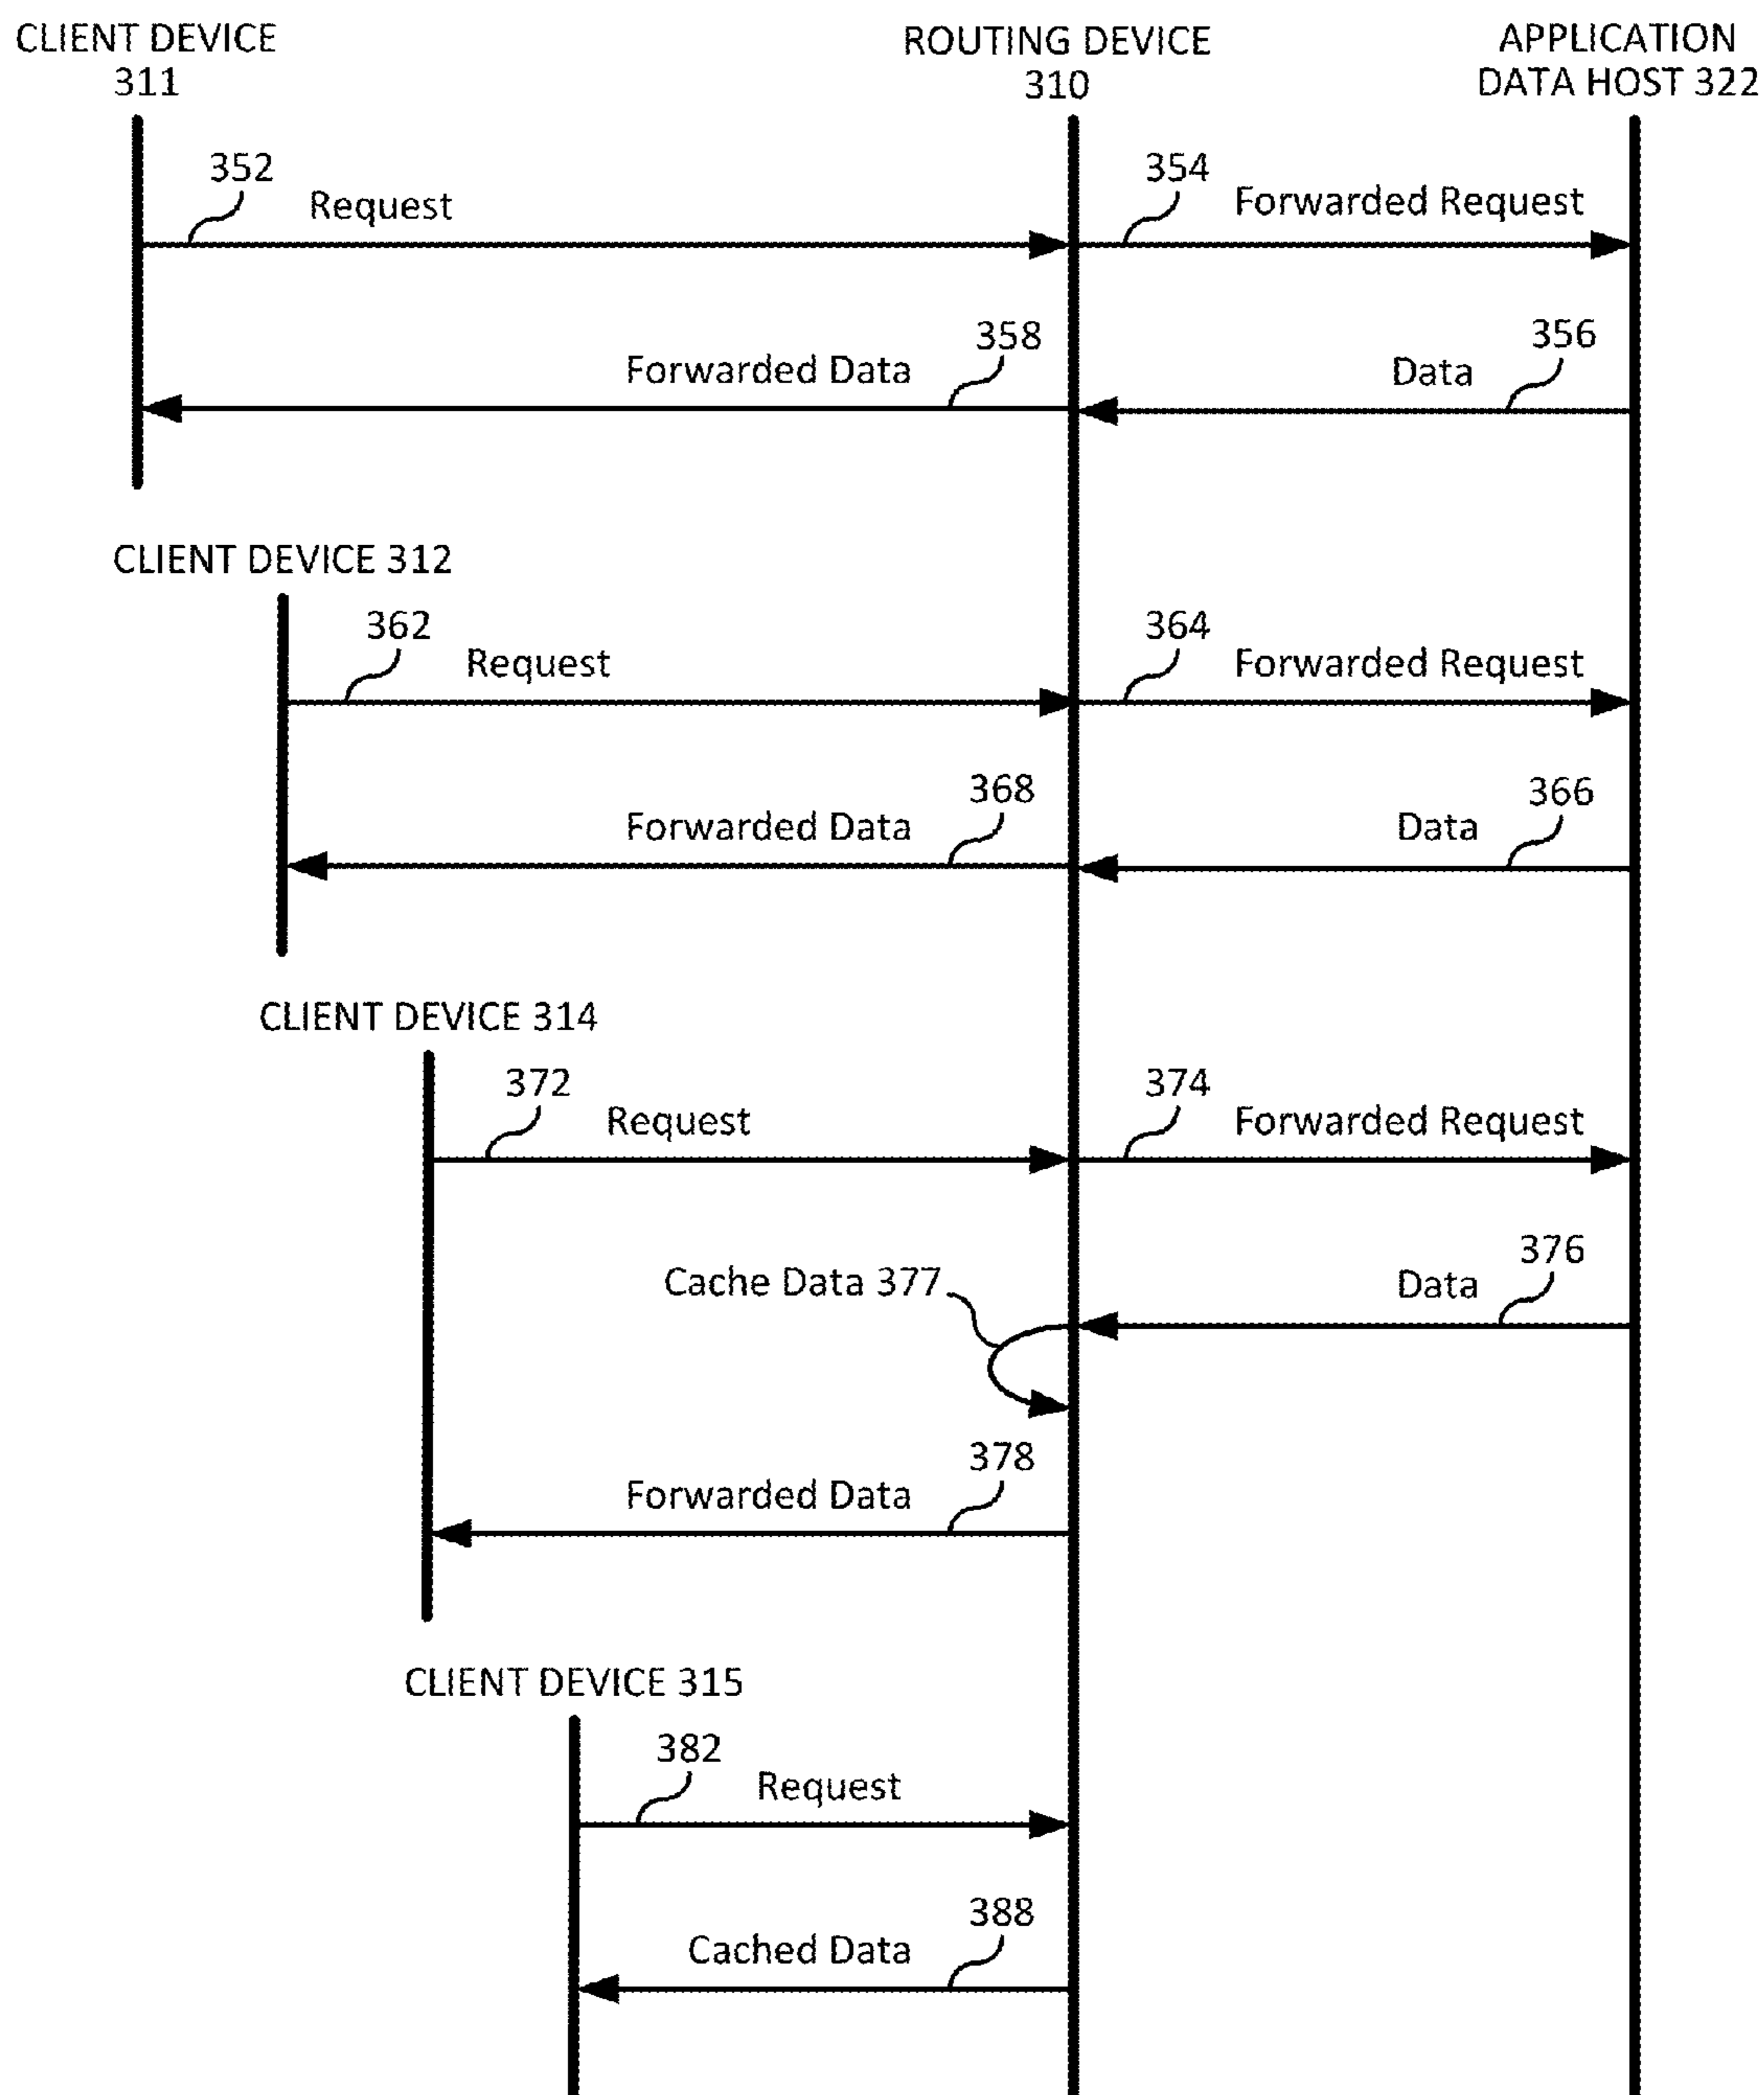 CLIENT DEVICE
311
ROUTING DEVICE
310
APPLICATION
DATA HOST 322
352
Request
354
Forwarded Request
358
Forwarded Data
356
Data
CLIENT DEVICE 312
362
Request
364
Forwarded Request
368
Forwarded Data
366
Data
CLIENT DEVICE 314
372
Request
374
Forwarded Request
376
Data
Cache Data 377
378
Forwarded Data
CLIENT DEVICE 315
382
Request
388
Cached Data